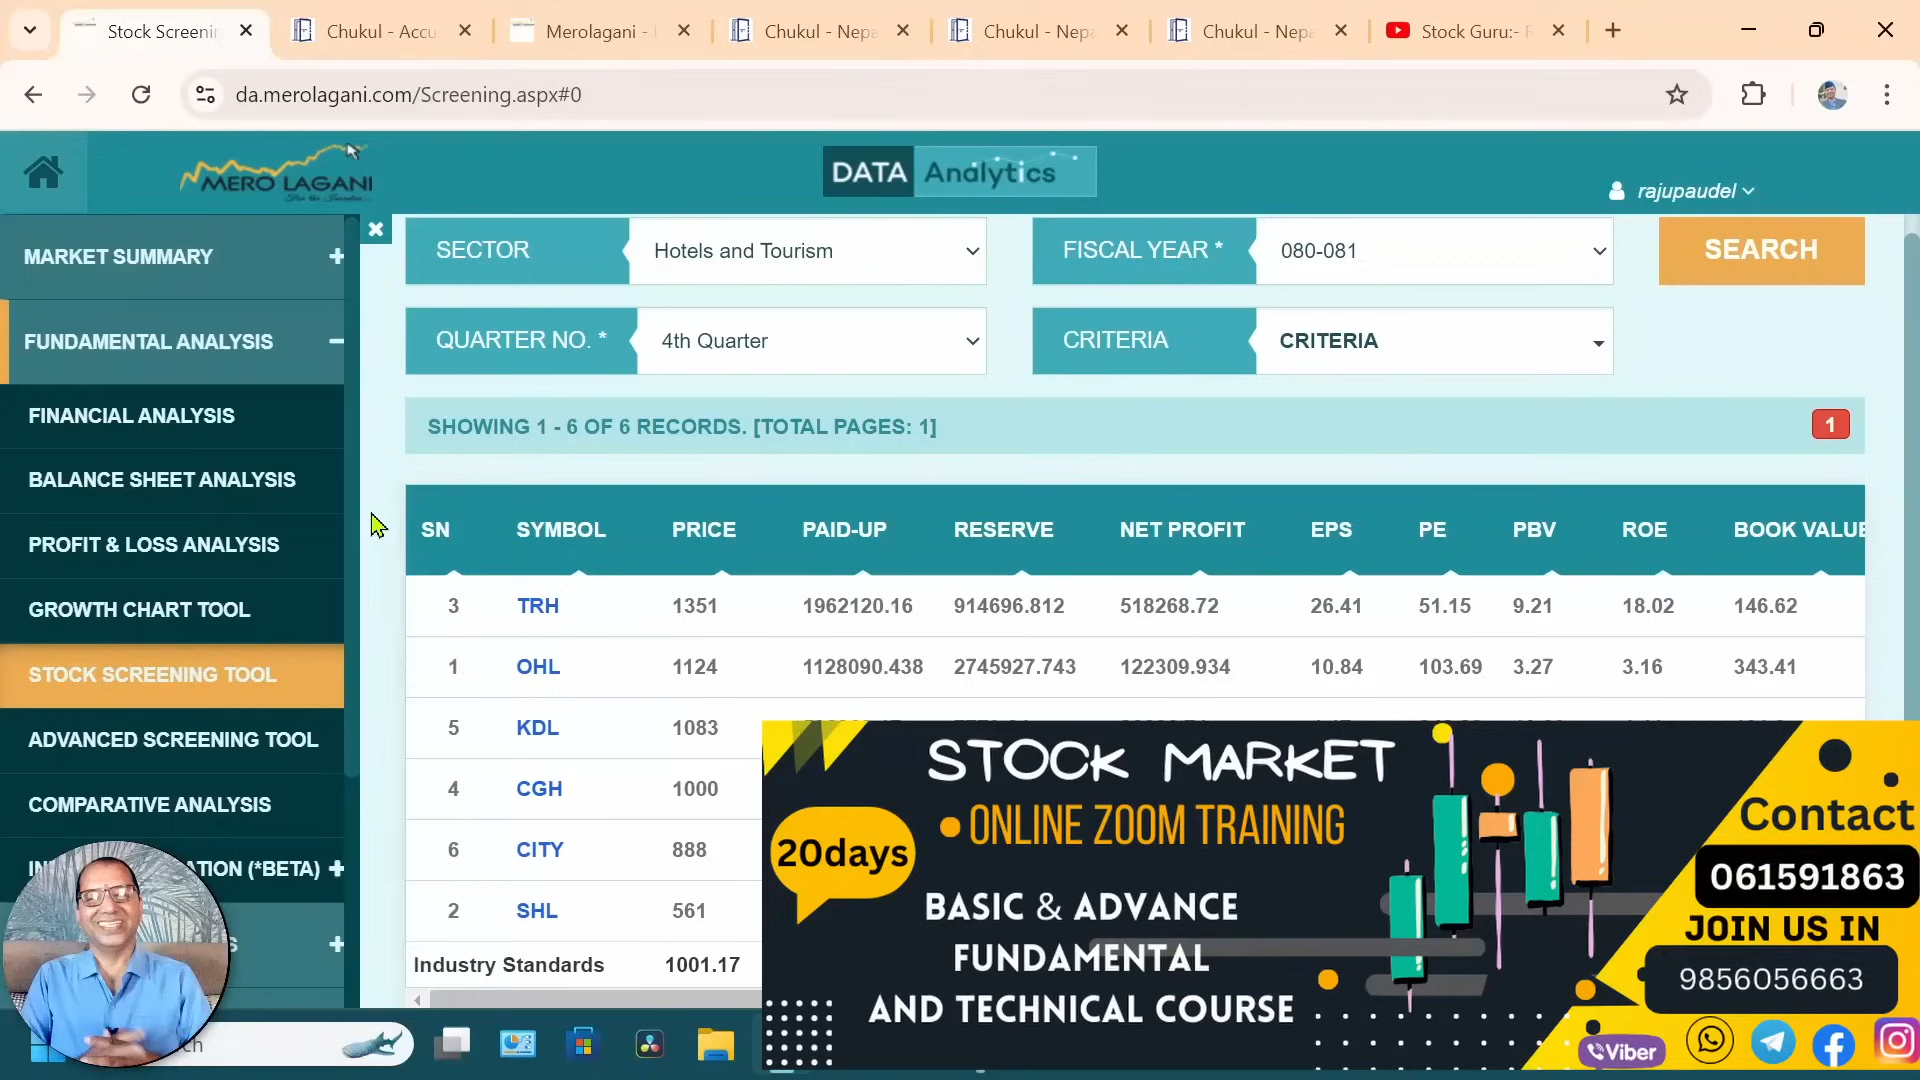 Stock Screenin
Chukul - Accu
Merolagani -
Chukul - Nepa
Chukul - Nepa
Chukul - Nepa
Stock Guru:-
da.merolagani.com/Screening.aspx#0
MERO LAGANI
DATA Analytics
rajupaudel
MARKET SUMMARY
FUNDAMENTAL ANALYSIS
FINANCIAL ANALYSIS
BALANCE SHEET ANALYSIS
PROFIT & LOSS ANALYSIS
GROWTH CHART TOOL
STOCK SCREENING TOOL
ADVANCED SCREENING TOOL
COMPARATIVE ANALYSIS
ATION (*BETA)
S
SECTOR Hotels and Tourism FISCAL YEAR * 080-081 SEARCH
QUARTER NO. * 4th Quarter CRITERIA CRITERIA
SHOWING 1 - 6 OF 6 RECORDS. [TOTAL PAGES: 1] 1
SN SYMBOL PRICE PAID-UP RESERVE NET PROFIT EPS PE PBV ROE BOOK VALUE
3 TRH 1351 1962120.16 914696.812 518268.72 26.41 51.15 9.21 18.02 146.62
1 OHL 1124 1128090.438 2745927.743 122309.934 10.84 103.69 3.27 3.16 343.41
5 KDL 1083
4 CGH 1000
6 CITY 888
2 SHL 561
Industry Standards 1001.17
STOCK MARKET
ONLINE ZOOM TRAINING
20days
BASIC & ADVANCE
FUNDAMENTAL
AND TECHNICAL COURSE
Contact
061591863
JOIN US IN
9856056663
Viber